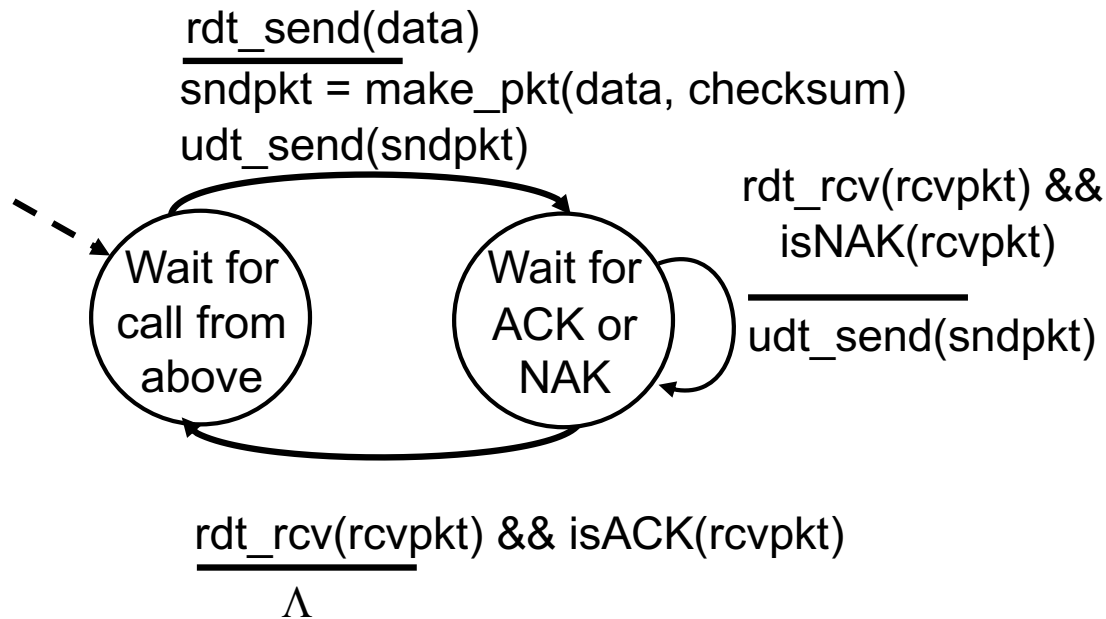 rdt_send(data)
sndpkt = make_pkt(data, checksum)
udt_send(sndpkt)
rdt_rcv(rcvpkt) &&
isNAK(rcvpkt)
udt_send(sndpkt)
Wait for
call from
above
Wait for
ACK or
NAK
rdt_rcv(rcvpkt) && isACK(rcvpkt)
Λ